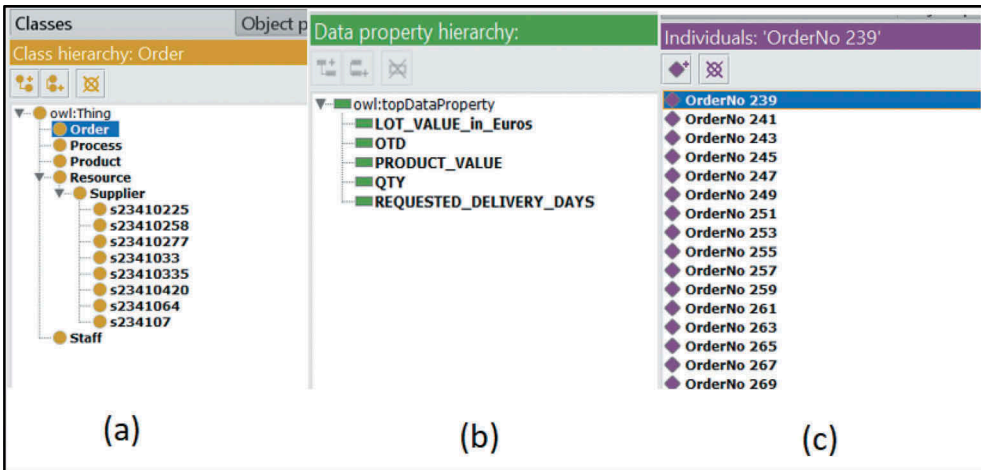 Classes
Object p
Class hierarchy: Order
owl:Thing
Order
Process
Product
Resource
Supplier
s23410225
s23410258
s23410277
s2341033
s23410335
s23410420
s2341064
s234107
Staff
(a)
Data property hierarchy:
owl:topDataProperty
LOT_VALUE_in_Euros
OTD
PRODUCT_VALUE
QTY
REQUESTED_DELIVERY_DAYS
(b)
Individuals: 'OrderNo 239'
OrderNo 239
OrderNo 241
OrderNo 243
OrderNo 245
OrderNo 247
OrderNo 249
OrderNo 251
OrderNo 253
OrderNo 255
OrderNo 257
OrderNo 259
OrderNo 261
OrderNo 263
OrderNo 265
OrderNo 267
OrderNo 269
(c)